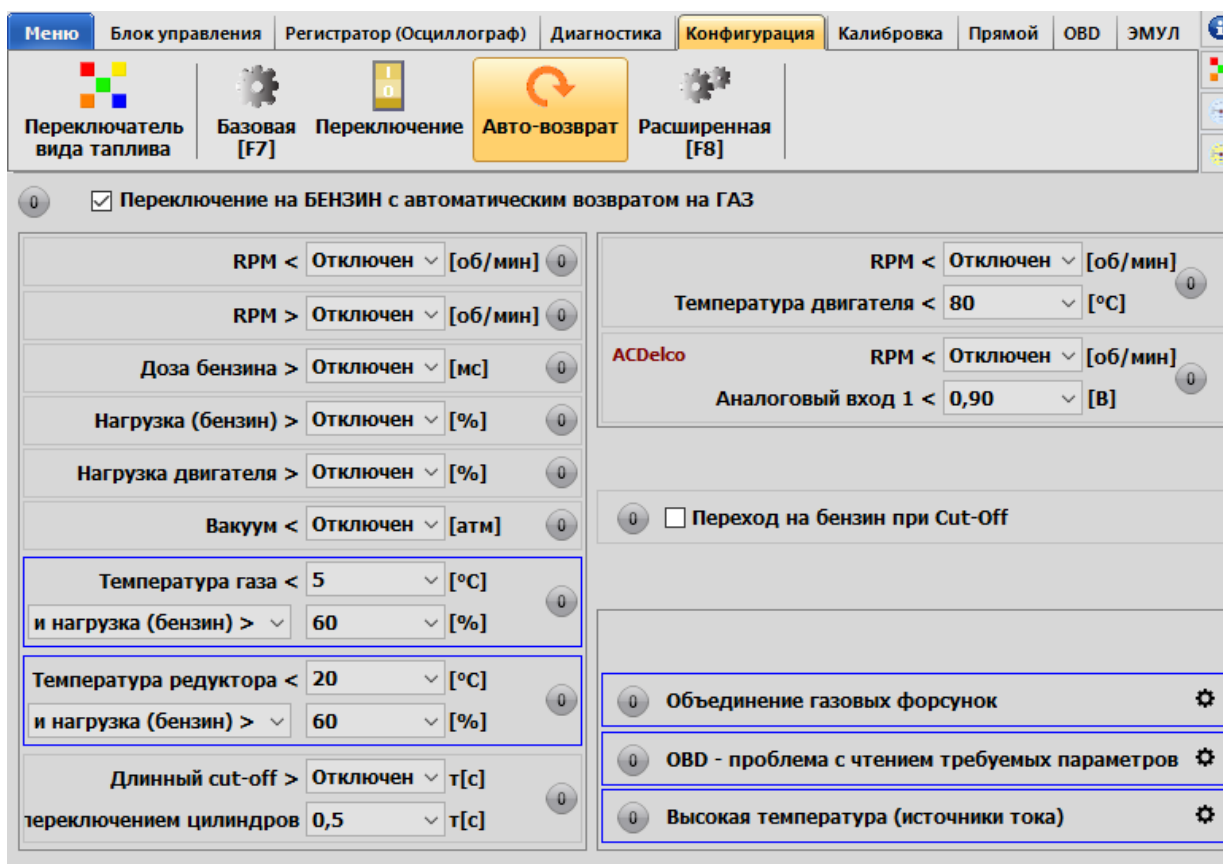 Меню Блок управления Регистратор (Осциллограф) Диагностика Конфигурация Калибровка Прямой OBD ЭМУЛ
Переключатель вида таплива
Базовая [F7]
Переключение
Авто-возврат
Расширенная [F8]
0 Переключение на БЕНЗИН с автоматическим возвратом на ГАЗ
RPM < Отключен [об/мин] 0
RPM > Отключен [об/мин] 0
Доза бензина > Отключен [мс] 0
Нагрузка (бензин) > Отключен [%] 0
Нагрузка двигателя > Отключен [%] 0
Вакуум < Отключен [атм] 0
Температура газа < 5 [°C] 0
и нагрузка (бензин) > 60 [%]
Температура редуктора < 20 [°C] 0
и нагрузка (бензин) > 60 [%]
Длинный cut-off > Отключен т[с] 0
переключением цилиндров 0,5 т[с]
RPM < Отключен [об/мин] 0
Температура двигателя < 80 [°C]
ACDelco RPM < Отключен [об/мин] 0
Аналоговый вход 1 < 0,90 [В]
0 Переход на бензин при Cut-Off
0 Объединение газовых форсунок
0 OBD - проблема с чтением требуемых параметров
0 Высокая температура (источники тока)